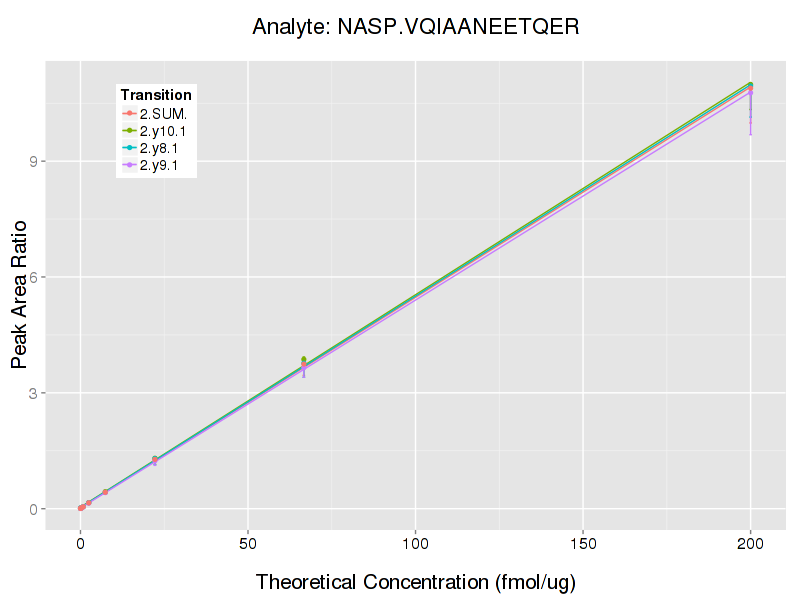 Analyte: NASP.VQIAANEETQER
Transition
2.SUM.
2.y10.1
2.y8.1
2.y9.1
Peak Area Ratio
9
6
3
0
0 50 100 150 200
Theoretical Concentration (fmol/ug)